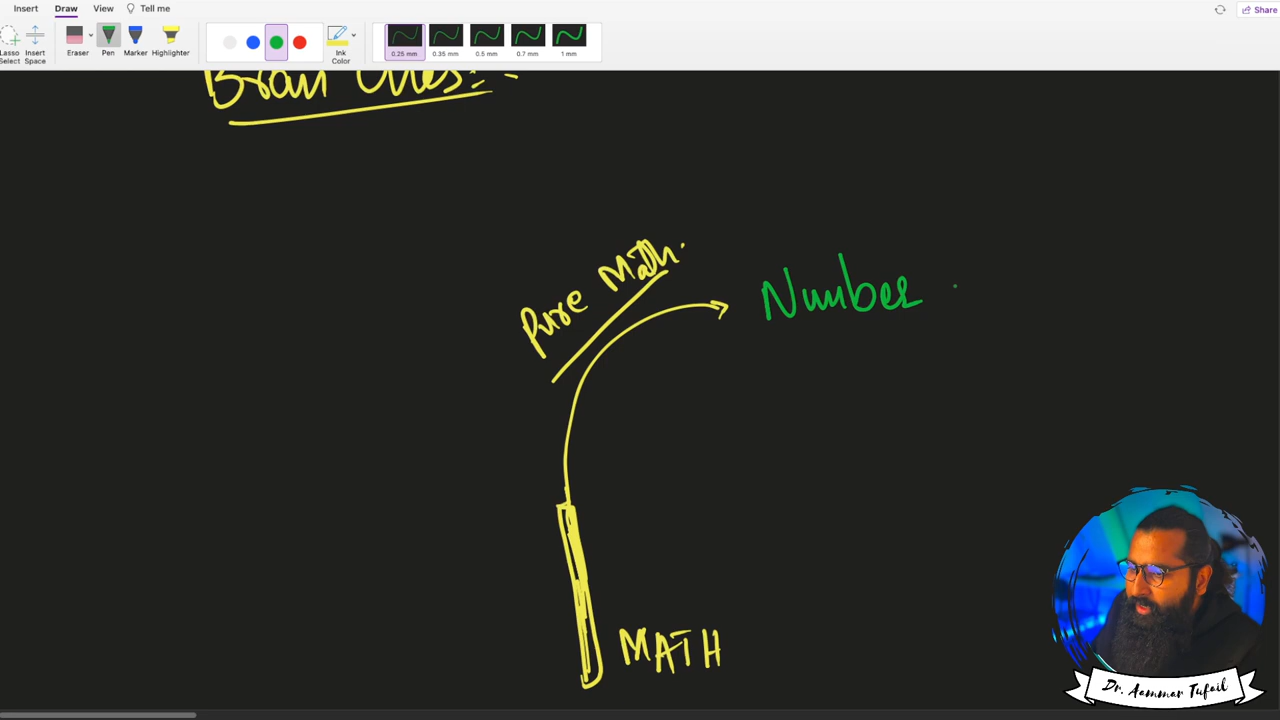 Insert Draw View Tell me
Share
Lasso Select
Insert Space
Eraser
Pen
Marker
Highlighter
Ink Color
0.25 mm
0.35 mm
0.5 mm
0.7 mm
1 mm
Pure Math.
Number
MATH
Dr. Aammar Tufail